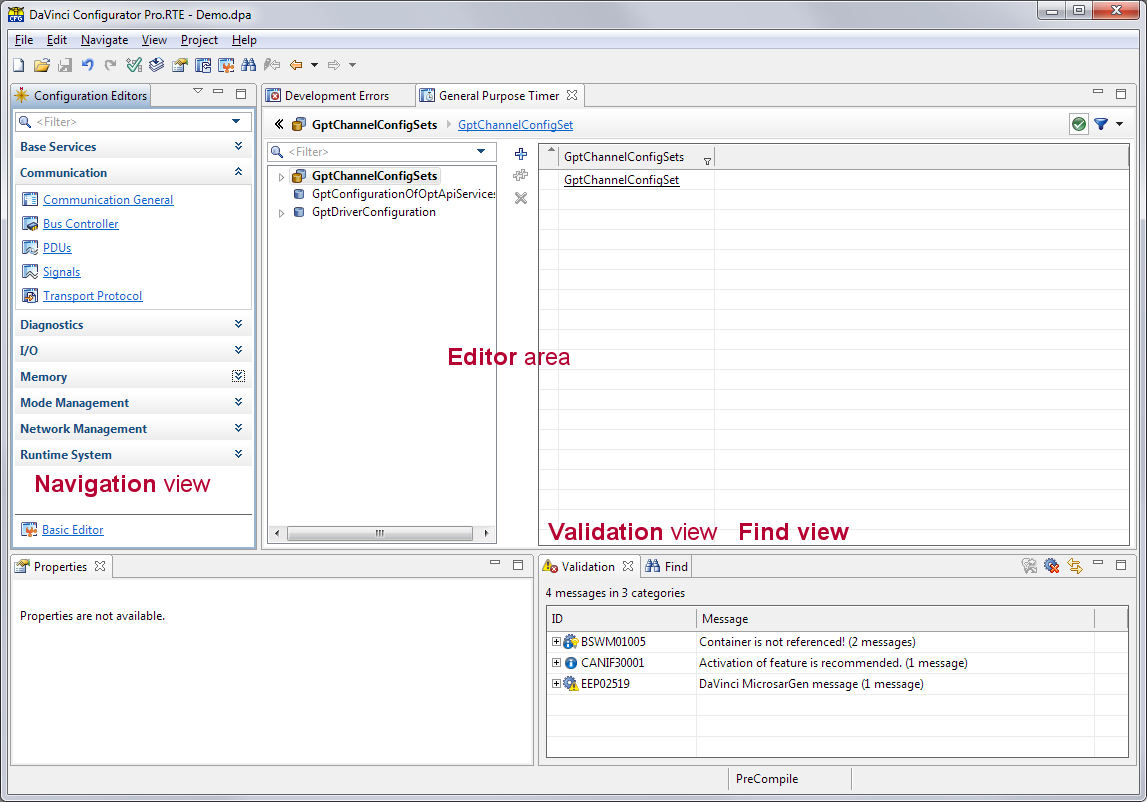 DaVinci Configurator Pro.RTE - Demo.dpa
File Edit Navigate View Project Help
Configuration Editors
<Filter>
Base Services
Communication
Communication General
Bus Controller
PDUs
Signals
Transport Protocol
Diagnostics
I/O
Memory
Mode Management
Network Management
Runtime System
Navigation view
Basic Editor
Development Errors
General Purpose Timer
GptChannelConfigSets
GptChannelConfigSet
<Filter>
GptChannelConfigSets
GptConfigurationOfOptApiServices
GptDriverConfiguration
GptChannelConfigSets
GptChannelConfigSet
Editor area
Validation view Find view
Properties
Properties are not available.
Validation
Find
4 messages in 3 categories
ID Message
BSWM01005 Container is not referenced! (2 messages)
CANIF30001 Activation of feature is recommended. (1 message)
EEP02519 DaVinci MicrosarGen message (1 message)
PreCompile